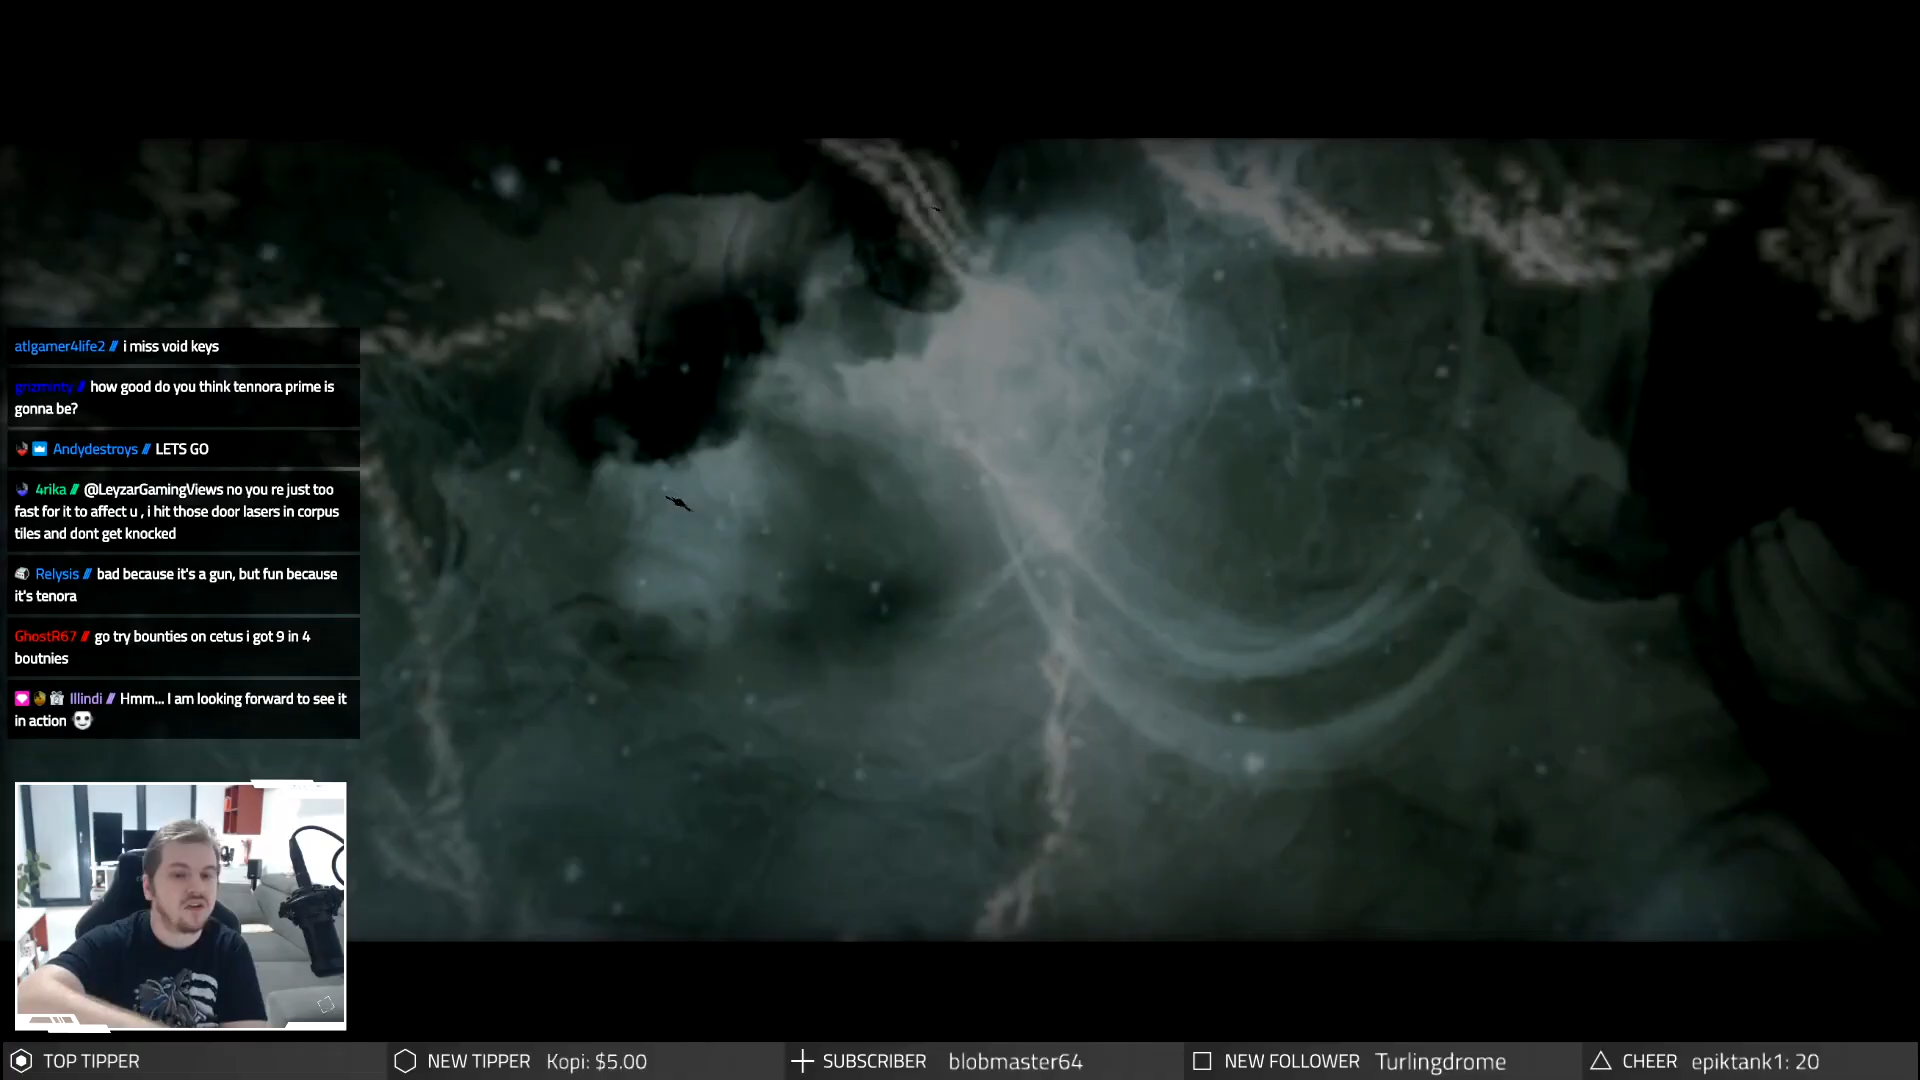 atlgamer4life2 // i miss void keys
grizminty // how good do you think tennora prime is
gonna be?
Andydestroys // LETS GO
4rika // @LeyzarGamingViews no you re just too
fast for it to affect u , i hit those door lasers in corpus
tiles and dont get knocked
Relysis // bad because it's a gun, but fun because
it's tenora
GhostR67 // go try bounties on cetus i got 9 in 4
boutnies
Illindi // Hmm... I am looking forward to see it
in action
TOP TIPPER
NEW TIPPER Kopi: $5.00
SUBSCRIBER blobmaster64
NEW FOLLOWER Turlingdrome
CHEER epiktank1: 20